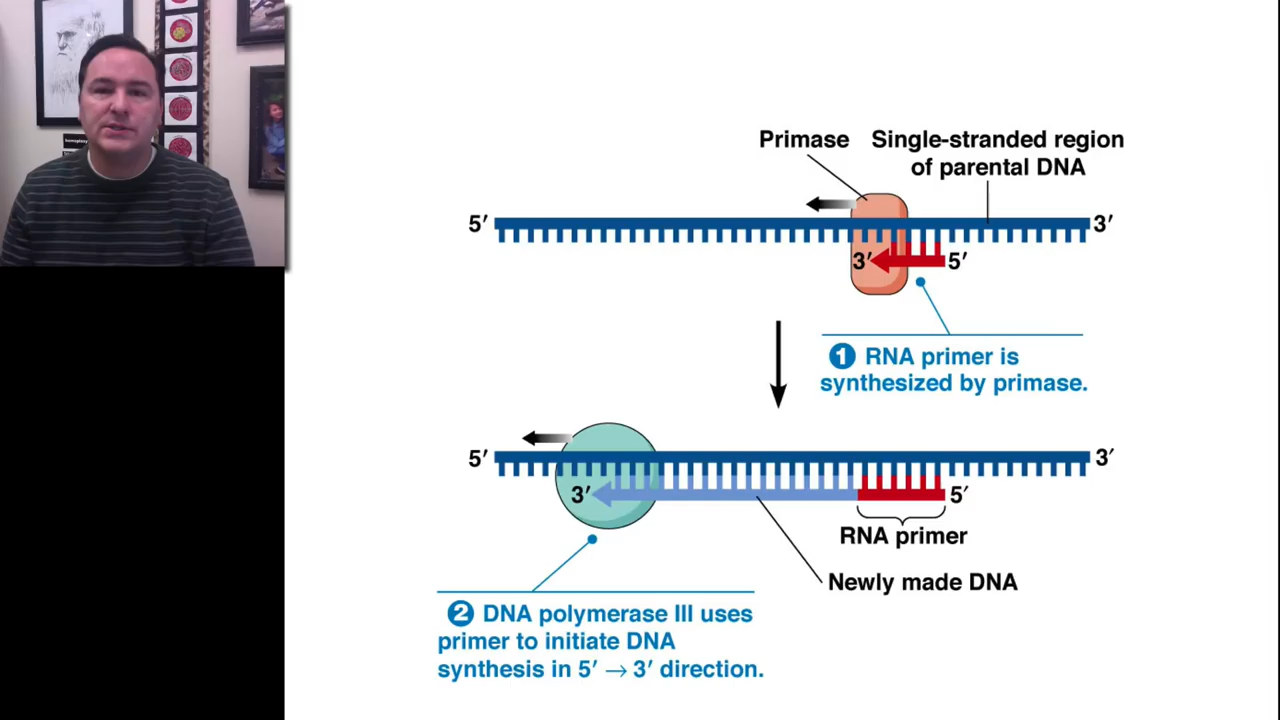 Primase
Single-stranded region
of parental DNA
5′
3′
3′
5′
1 RNA primer is
synthesized by primase.
5′
3′
3′
5′
RNA primer
Newly made DNA
2 DNA polymerase III uses
primer to initiate DNA
synthesis in 5′ → 3′ direction.